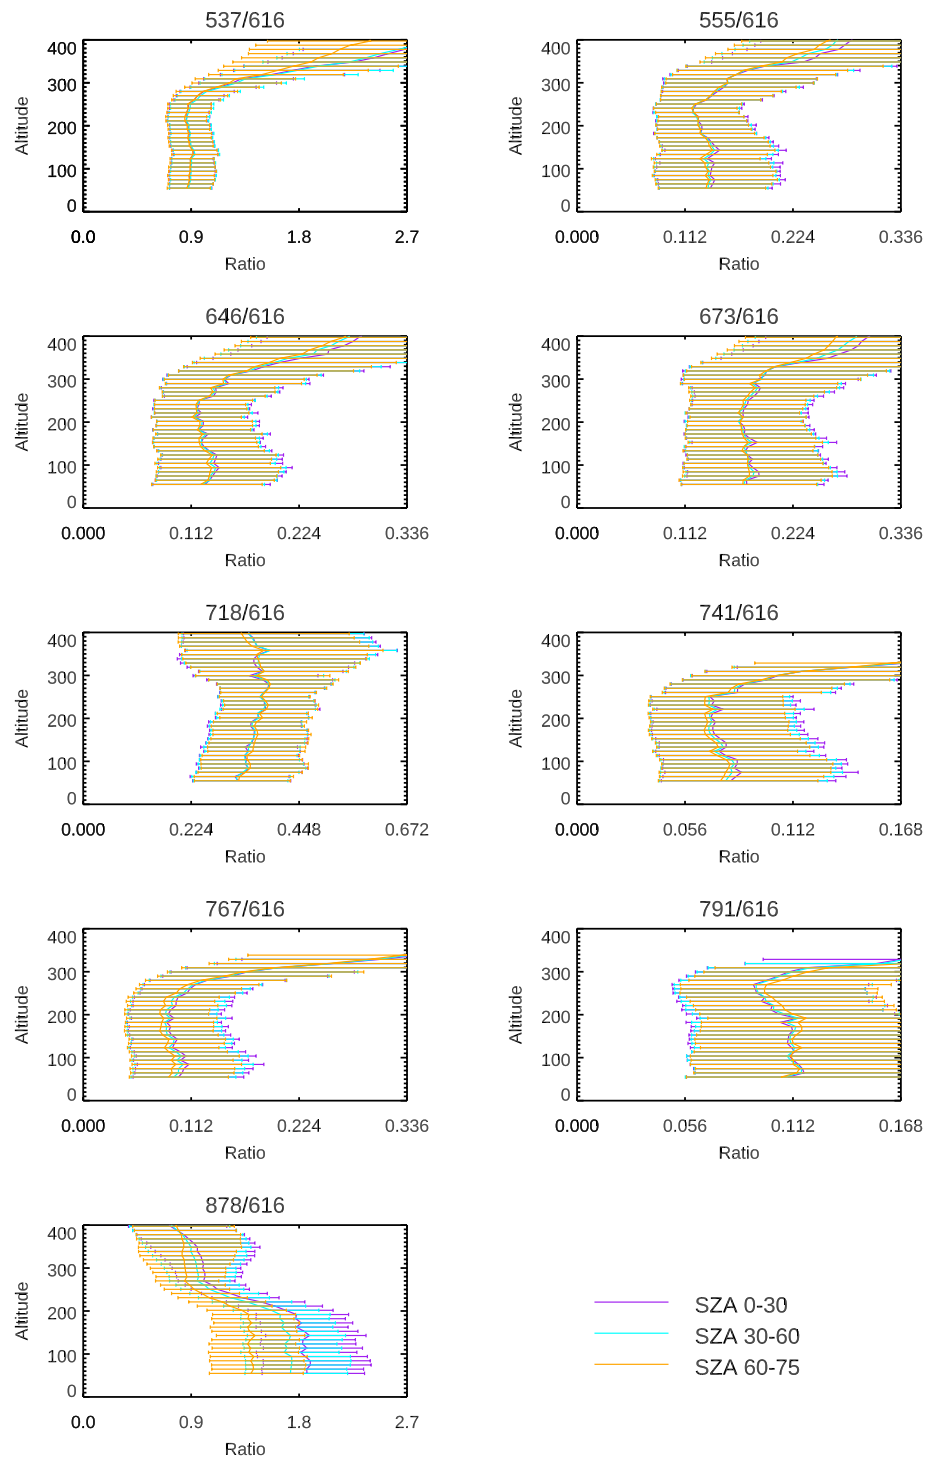 537/616
555/616
400
300
200
100
0
Altitude
0.0 0.9 1.8 2.7
Ratio
400
300
200
100
0
Altitude
0.000 0.112 0.224 0.336
Ratio
646/616
673/616
400
300
200
100
0
Altitude
0.000 0.112 0.224 0.336
Ratio
400
300
200
100
0
Altitude
0.000 0.112 0.224 0.336
Ratio
718/616
741/616
400
300
200
100
0
Altitude
0.000 0.224 0.448 0.672
Ratio
400
300
200
100
0
Altitude
0.000 0.056 0.112 0.168
Ratio
767/616
791/616
400
300
200
100
0
Altitude
0.000 0.112 0.224 0.336
Ratio
400
300
200
100
0
Altitude
0.000 0.056 0.112 0.168
Ratio
878/616
400
300
200
100
0
Altitude
0.0 0.9 1.8 2.7
Ratio
SZA 0-30
SZA 30-60
SZA 60-75